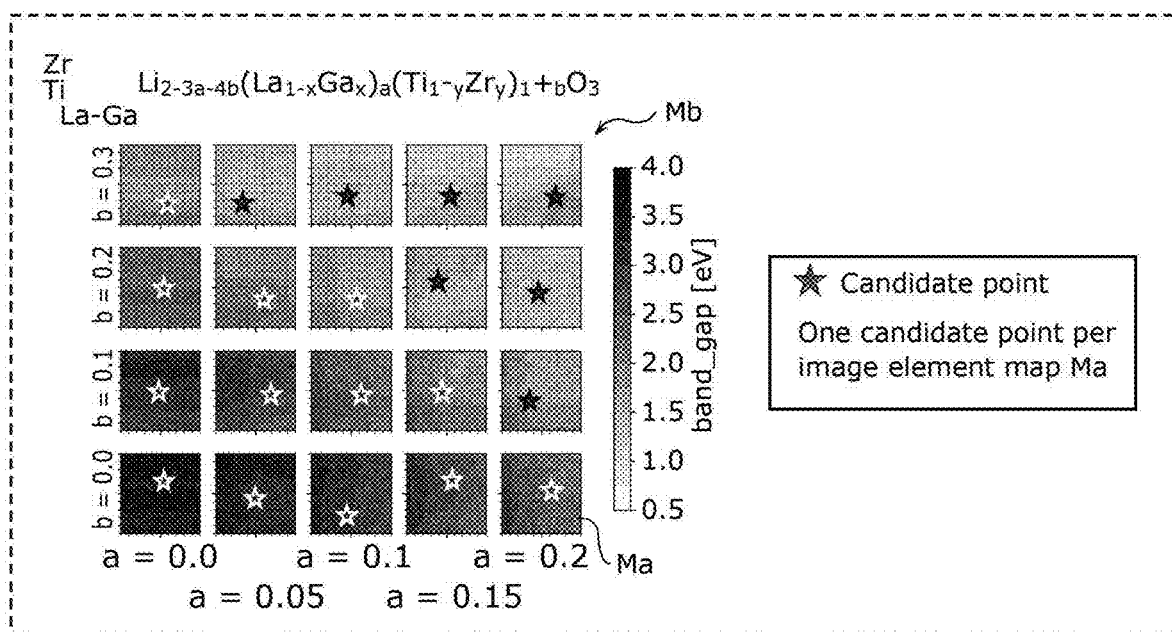 Zr
Ti
La-Ga
Li2-3a-4b(La1-xGax)a(Ti1-yZry)1+bO3
Mb
b = 0.3
b = 0.2
b = 0.1
b = 0.0
4.0
3.5
3.0
2.5
2.0
1.5
1.0
0.5
band_gap [eV]
★ Candidate point
One candidate point per
image element map Ma
a = 0.0
a = 0.05
a = 0.1
a = 0.15
a = 0.2
Ma